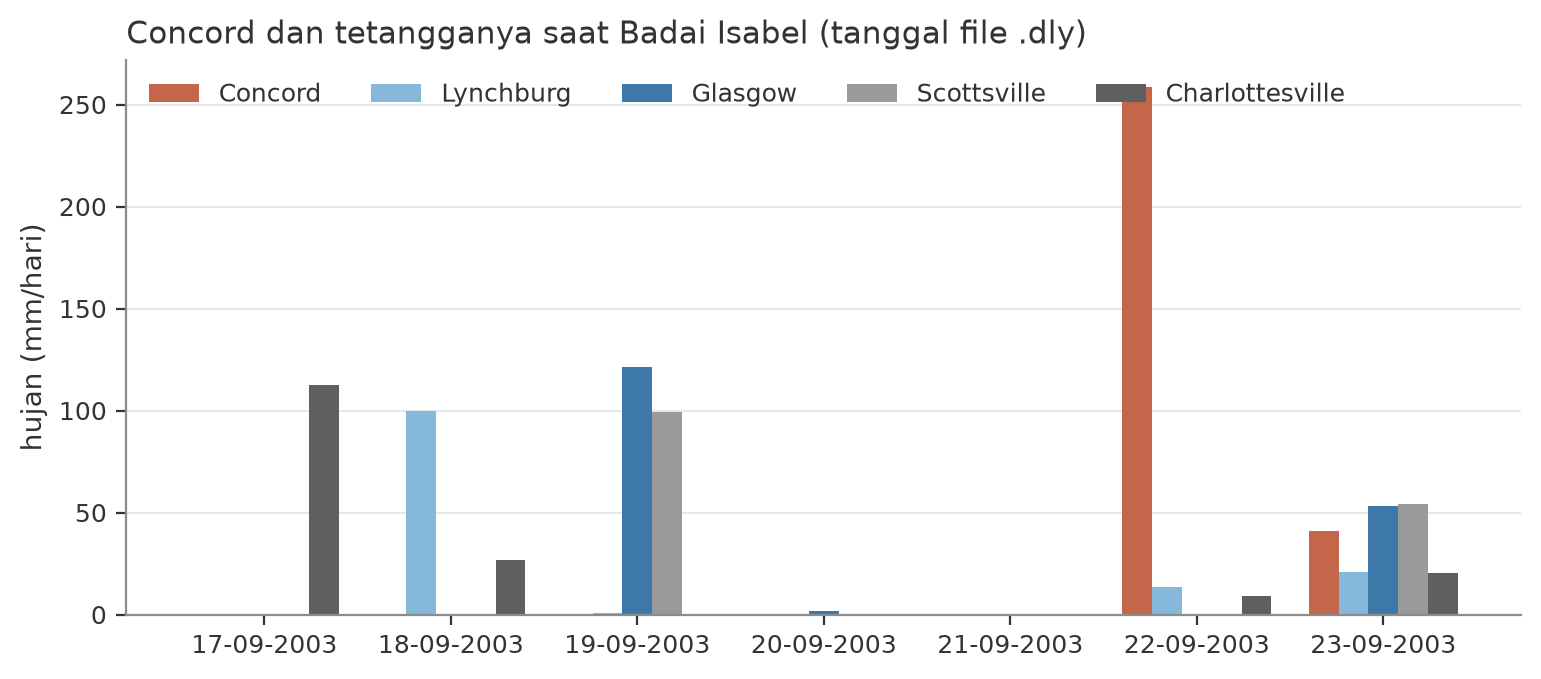 Concord dan tetangganya saat Badai Isabel (tanggal file .dly)
Concord Lynchburg Glasgow Scottsville Charlottesville
hujan (mm/hari)
250
200
150
100
50
0
17-09-2003 18-09-2003 19-09-2003 20-09-2003 21-09-2003 22-09-2003 23-09-2003